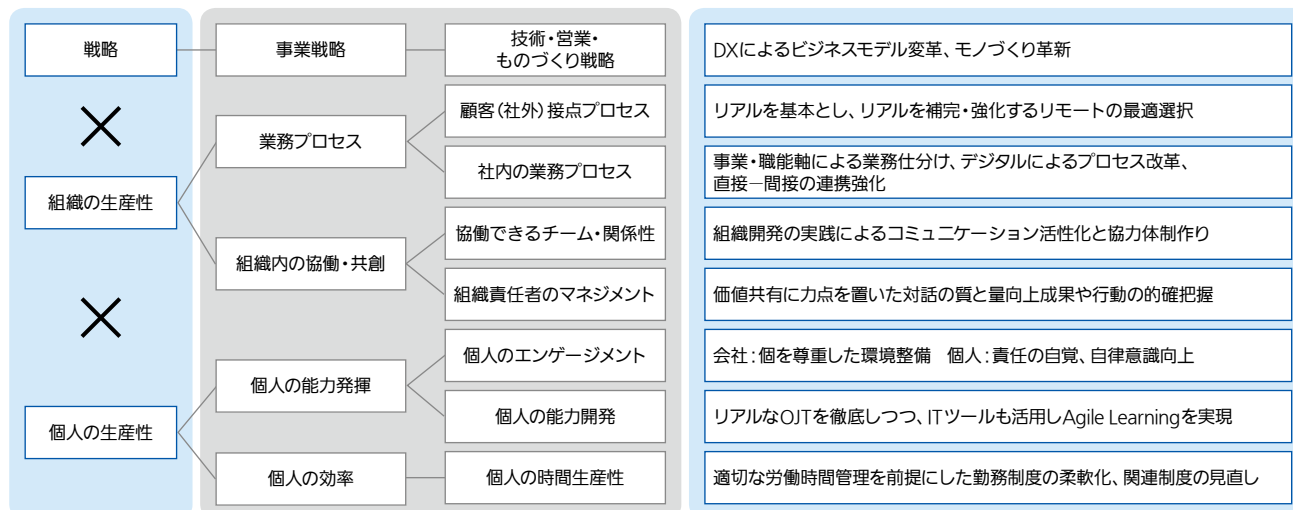 戦略
事業戦略
技術・営業・
ものづくり戦略
DXによるビジネスモデル変革、モノづくり革新
組織の生産性
業務プロセス
顧客（社外）接点プロセス
リアルを基本とし、リアルを補完・強化するリモートの最適選択
社内の業務プロセス
事業・職能軸による業務仕分け、デジタルによるプロセス改革、
直接―間接の連携強化
組織内の協働・共創
協働できるチーム・関係性
組織開発の実践によるコミュニケーション活性化と協力体制作り
組織責任者のマネジメント
価値共有に力点を置いた対話の質と量向上成果や行動の的確把握
個人の生産性
個人の能力発揮
個人のエンゲージメント
会社：個を尊重した環境整備　個人：責任の自覚、自律意識向上
個人の能力開発
リアルなOJTを徹底しつつ、ITツールも活用しAgile Learningを実現
個人の効率
個人の時間生産性
適切な労働時間管理を前提にした勤務制度の柔軟化、関連制度の見直し